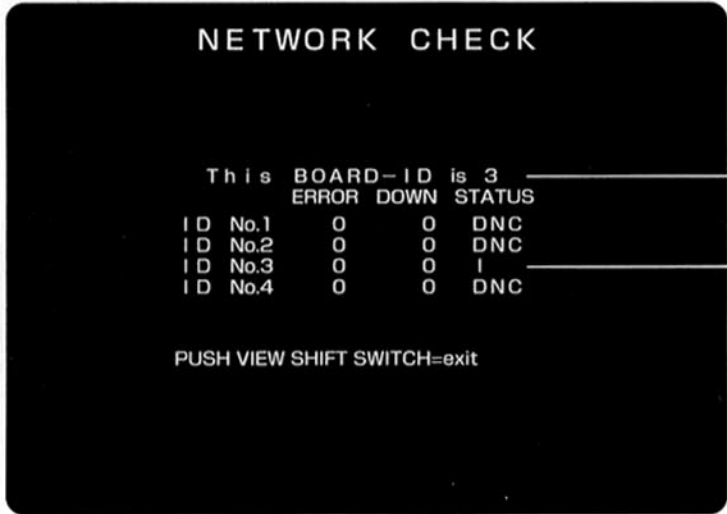 NETWORK CHECK
This BOARD-ID is 3
ERROR DOWN STATUS
ID No.1 0 0 DNC
ID No.2 0 0 DNC
ID No.3 0 0 I
ID No.4 0 0 DNC
PUSH VIEW SHIFT SWITCH=exit